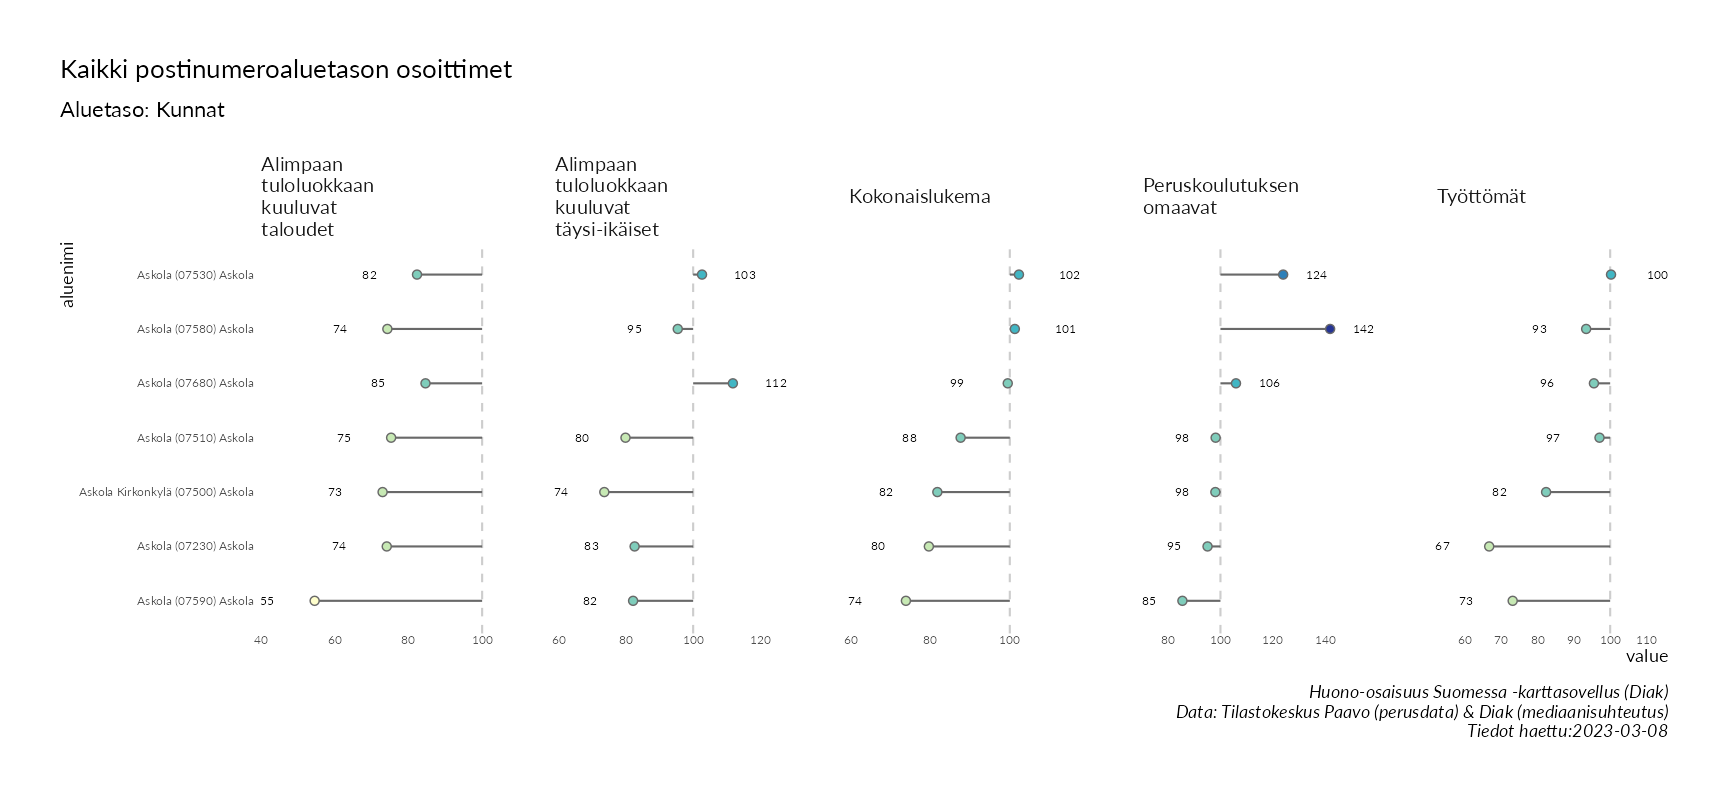 Kaikki postinumeroaluetason osoittimet
Aluetaso: Kunnat
Alimpaan
tuloluokkaan
kuuluvat
taloudet
Alimpaan
tuloluokkaan
kuuluvat
täysi-ikäiset
Kokonaislukema
Peruskoulutuksen
omaavat
Työttömät
aluenimi
Askola (07530) Askola 82 103 102 124 100
Askola (07580) Askola 74 95 101 142 93
Askola (07680) Askola 85 112 99 106 96
Askola (07510) Askola 75 80 88 98 97
Askola Kirkonkylä (07500) Askola 73 74 82 98 82
Askola (07230) Askola 74 83 80 95 67
Askola (07590) Askola 55 82 74 85 73
40 60 80 100 60 80 100 120 60 80 100 80 100 120 140 60 70 80 90 100 110
value
Huono-osaisuus Suomessa -karttasovellus (Diak)
Data: Tilastokeskus Paavo (perusdata) & Diak (mediaanisuhteutus)
Tiedot haettu:2023-03-08